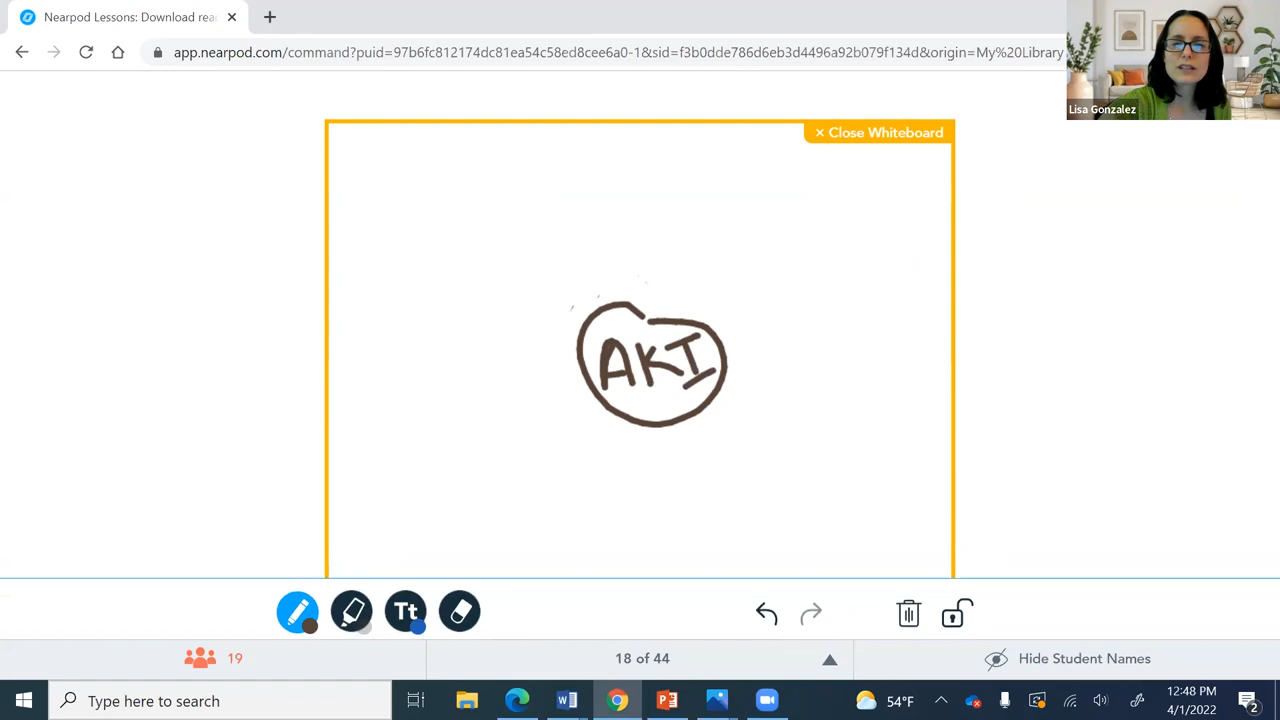 Nearpod Lessons: Download rea
app.nearpod.com/command?puid=97b6fc812174dc81ea54c58ed8cee6a0-1&sid=f3b0dde786d6eb3d4496a92b079f134d&origin=My%20Library
Lisa Gonzalez
× Close Whiteboard
AKI
Tt
19
18 of 44
Hide Student Names
Type here to search
54°F
12:48 PM
4/1/2022
2